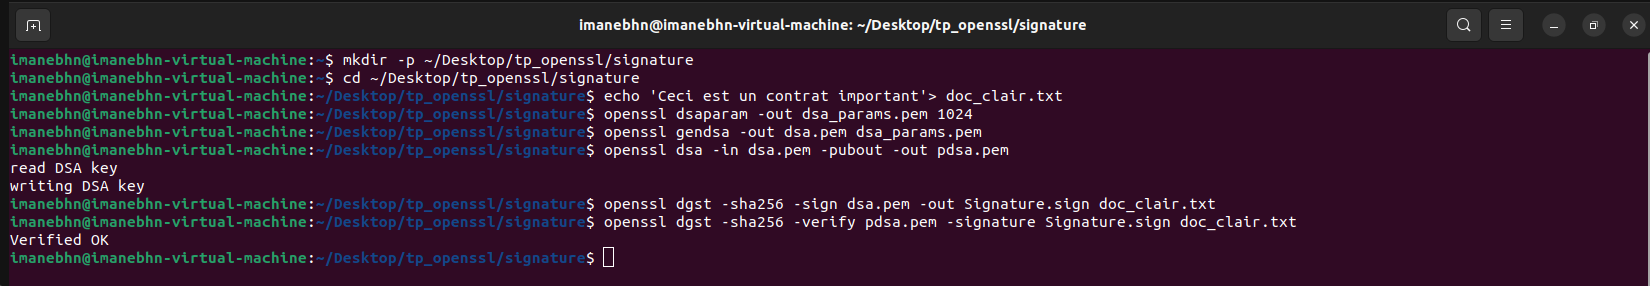 imanebhn@imanebhn-virtual-machine: ~/Desktop/tp_openssl/signature
imanebhn@imanebhn-virtual-machine:~$ mkdir -p ~/Desktop/tp_openssl/signature
imanebhn@imanebhn-virtual-machine:~$ cd ~/Desktop/tp_openssl/signature
imanebhn@imanebhn-virtual-machine:~/Desktop/tp_openssl/signature$ echo 'Ceci est un contrat important'> doc_clair.txt
imanebhn@imanebhn-virtual-machine:~/Desktop/tp_openssl/signature$ openssl dsaparam -out dsa_params.pem 1024
imanebhn@imanebhn-virtual-machine:~/Desktop/tp_openssl/signature$ openssl gendsa -out dsa.pem dsa_params.pem
imanebhn@imanebhn-virtual-machine:~/Desktop/tp_openssl/signature$ openssl dsa -in dsa.pem -pubout -out pdsa.pem
read DSA key
writing DSA key
imanebhn@imanebhn-virtual-machine:~/Desktop/tp_openssl/signature$ openssl dgst -sha256 -sign dsa.pem -out Signature.sign doc_clair.txt
imanebhn@imanebhn-virtual-machine:~/Desktop/tp_openssl/signature$ openssl dgst -sha256 -verify pdsa.pem -signature Signature.sign doc_clair.txt
Verified OK
imanebhn@imanebhn-virtual-machine:~/Desktop/tp_openssl/signature$